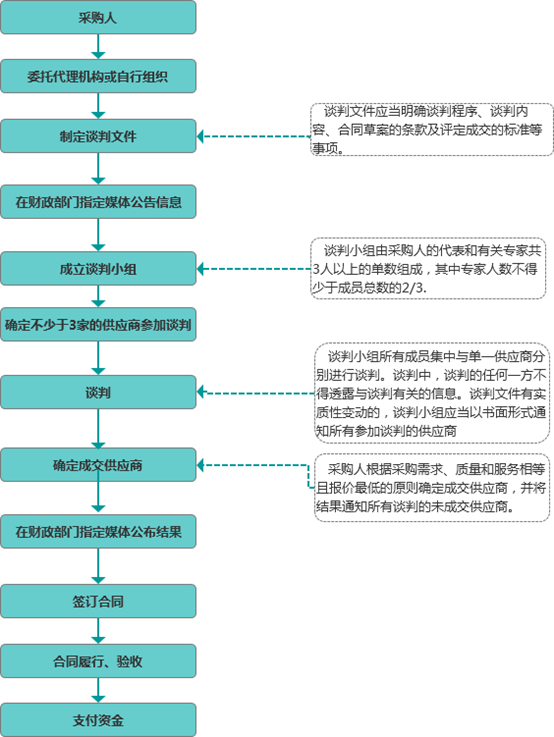 采购人
委托代理机构或自行组织
制定谈判文件
谈判文件应当明确谈判程序、谈判内
容、合同草案的条款及评定成交的标准等
事项。
在财政部门指定媒体公告信息
成立谈判小组
谈判小组由采购人的代表和有关专家共
3人以上的单数组成，其中专家人数不得
少于成员总数的2/3.
确定不少于3家的供应商参加谈判
谈判
谈判小组所有成员集中与单一供应商分
别进行谈判。谈判中，谈判的任何一方不
得透露与谈判有关的信息。谈判文件有实
质性变动的，谈判小组应当以书面形式通
知所有参加谈判的供应商
确定成交供应商
采购人根据采购需求、质量和服务相等
且报价最低的原则确定成交供应商，并将
结果通知所有谈判的未成交供应商。
在财政部门指定媒体公布结果
签订合同
合同履行、验收
支付资金